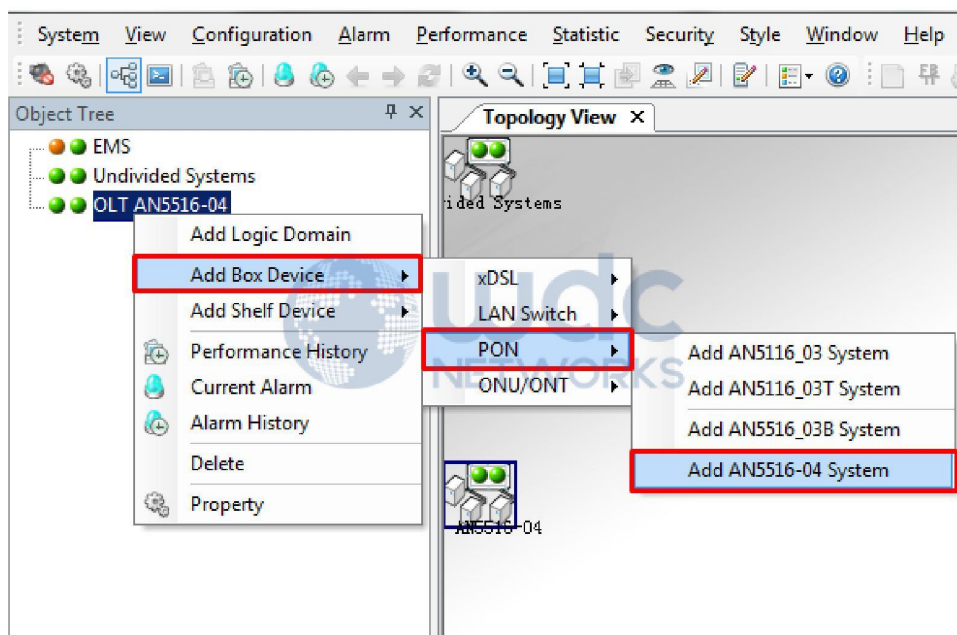 System View Configuration Alarm Performance Statistic Security Style Window Help
Object Tree
Topology View
EMS
Undivided Systems
OLT AN5516-04
ided Systems
Add Logic Domain
Add Box Device
Add Shelf Device
Performance History
Current Alarm
Alarm History
Delete
Property
xDSL
LAN Switch
PON
ONU/ONT
Add AN5116_03 System
Add AN5116_03T System
Add AN5516_03B System
Add AN5516-04 System
AN5516-04
wdc
NETWORKS